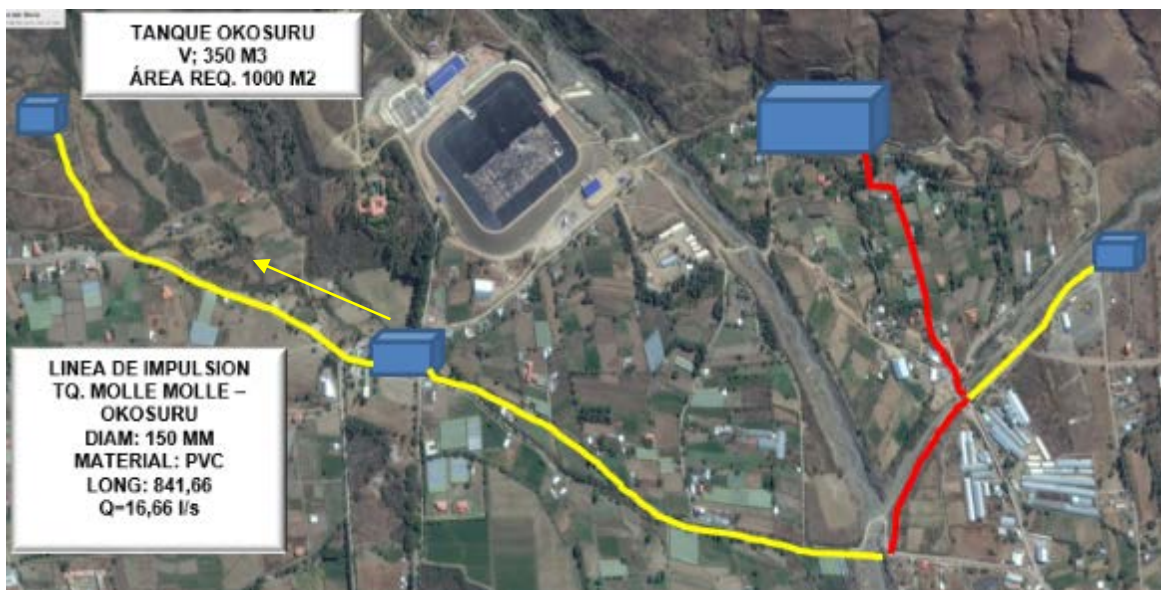 TANQUE OKOSURU
V; 350 M3
ÁREA REQ. 1000 M2
LINEA DE IMPULSION
TQ. MOLLE MOLLE –
OKOSURU
DIAM: 150 MM
MATERIAL: PVC
LONG: 841,66
Q=16,66 l/s